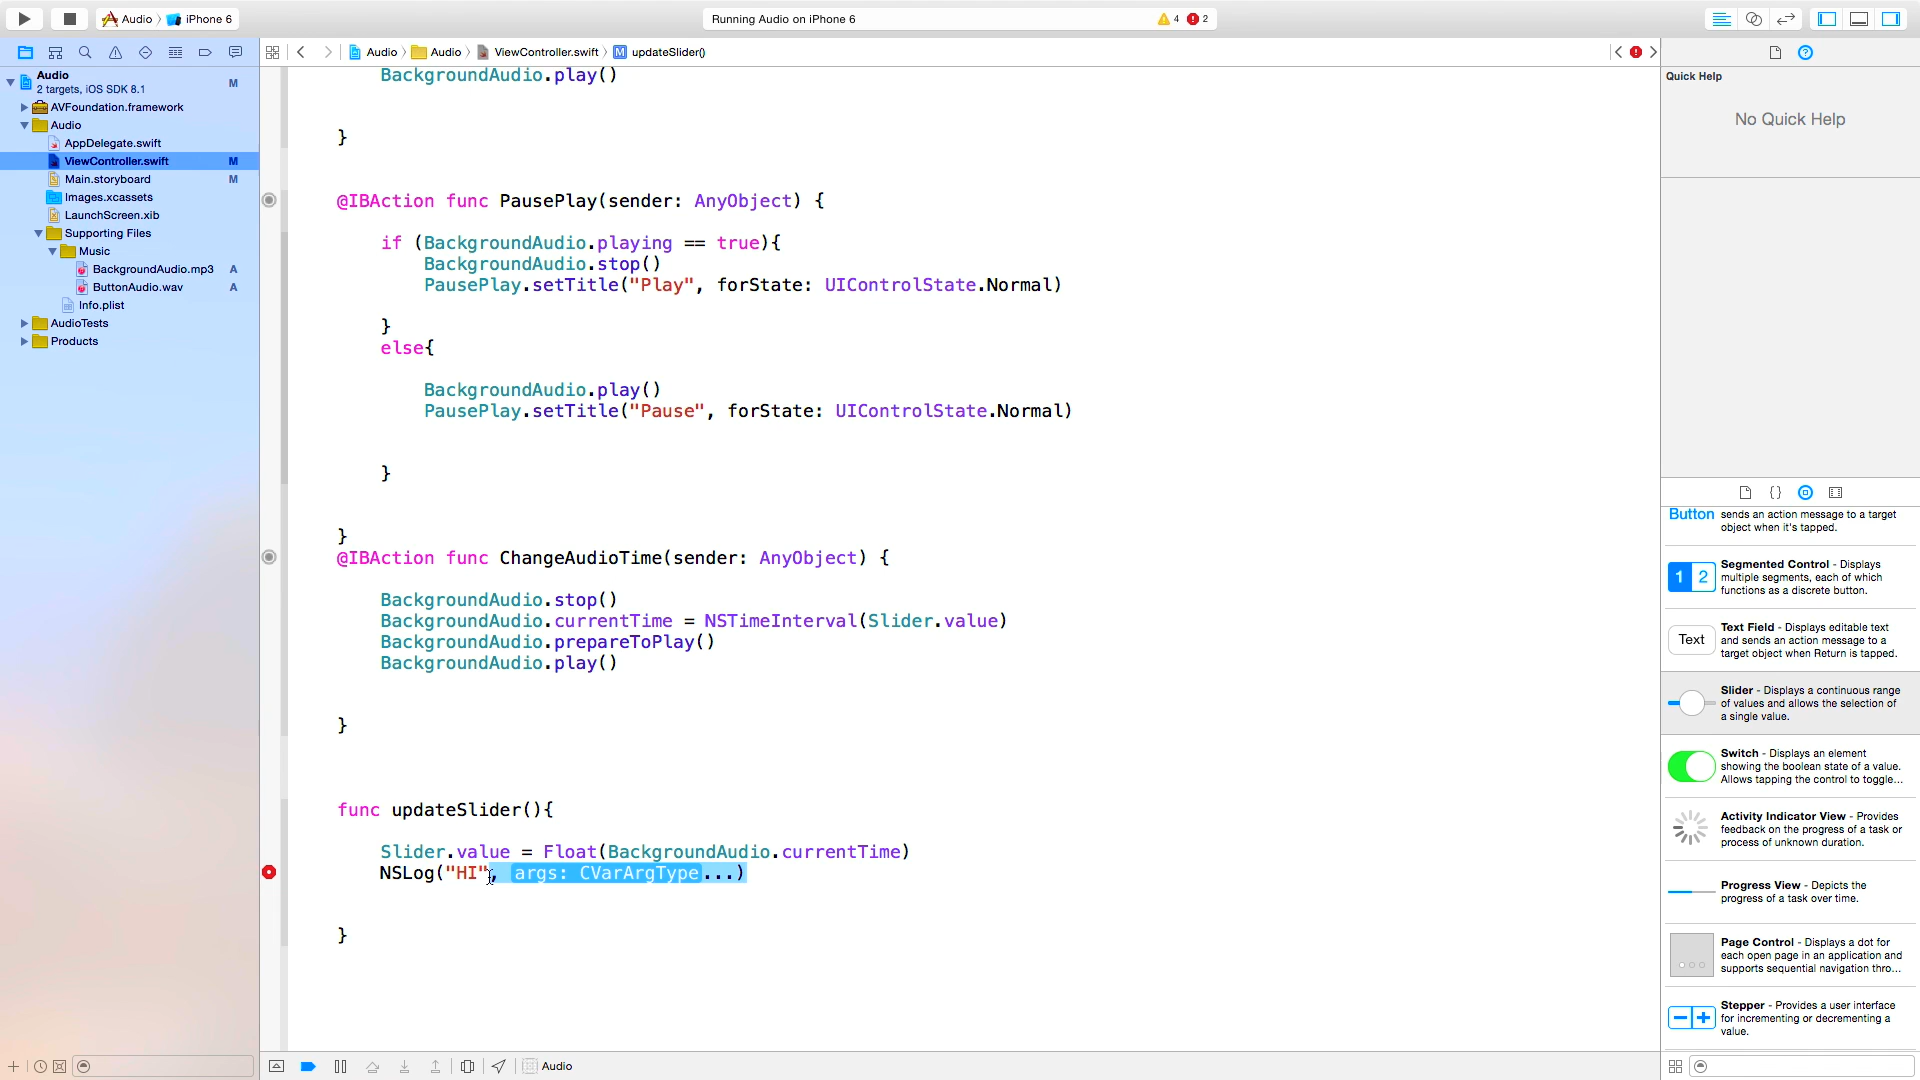 Audio
iPhone 6
Running Audio on iPhone 6
4
2
Audio
Audio
ViewController.swift
M
updateSlider()
Audio
2 targets, iOS SDK 8.1
M
AVFoundation.framework
Audio
AppDelegate.swift
ViewController.swift
M
Main.storyboard
M
Images.xcassets
LaunchScreen.xib
Supporting Files
Music
BackgroundAudio.mp3
A
ButtonAudio.wav
A
Info.plist
AudioTests
Products
BackgroundAudio.play()
}
@IBAction func PausePlay(sender: AnyObject) {
if (BackgroundAudio.playing == true){
BackgroundAudio.stop()
PausePlay.setTitle("Play", forState: UIControlState.Normal)
}
else{
BackgroundAudio.play()
PausePlay.setTitle("Pause", forState: UIControlState.Normal)
}
}
@IBAction func ChangeAudioTime(sender: AnyObject) {
BackgroundAudio.stop()
BackgroundAudio.currentTime = NSTimeInterval(Slider.value)
BackgroundAudio.prepareToPlay()
BackgroundAudio.play()
}
func updateSlider(){
Slider.value = Float(BackgroundAudio.currentTime)
NSLog("HI", args: CVarArgType...)
}
Audio
Quick Help
No Quick Help
{}
Button
sends an action message to a target
object when it's tapped.
1 2
Segmented Control - Displays
multiple segments, each of which
functions as a discrete button.
Text
Text Field - Displays editable text
and sends an action message to a
target object when Return is tapped.
Slider - Displays a continuous range
of values and allows the selection of
a single value.
Switch - Displays an element
showing the boolean state of a value.
Allows tapping the control to toggle...
Activity Indicator View - Provides
feedback on the progress of a task or
process of unknown duration.
Progress View - Depicts the
progress of a task over time.
Page Control - Displays a dot for
each open page in an application and
supports sequential navigation thro...
Stepper - Provides a user interface
for incrementing or decrementing a
value.